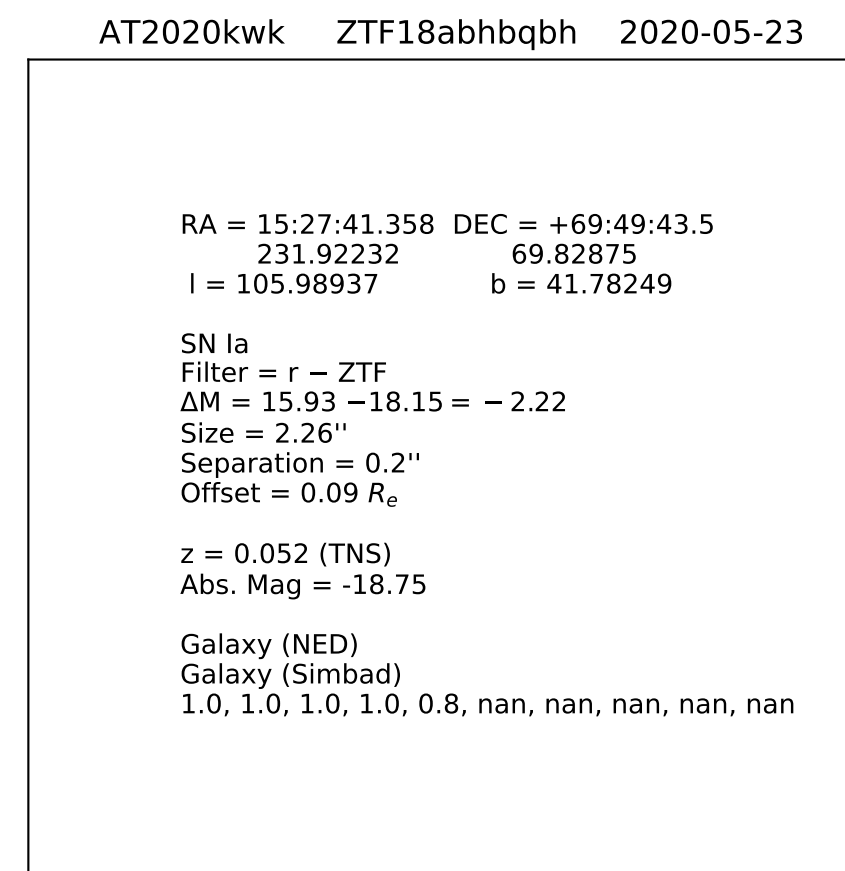 AT2020kwk ZTF18abhbqbh 2020-05-23
RA = 15:27:41.358 DEC = +69:49:43.5
231.92232 69.82875
l = 105.98937 b = 41.78249
SN Ia
Filter = r − ZTF
ΔM = 15.93 −18.15 = − 2.22
Size = 2.26''
Separation = 0.2''
Offset = 0.09 Re
z = 0.052 (TNS)
Abs. Mag = -18.75
Galaxy (NED)
Galaxy (Simbad)
1.0, 1.0, 1.0, 1.0, 0.8, nan, nan, nan, nan, nan